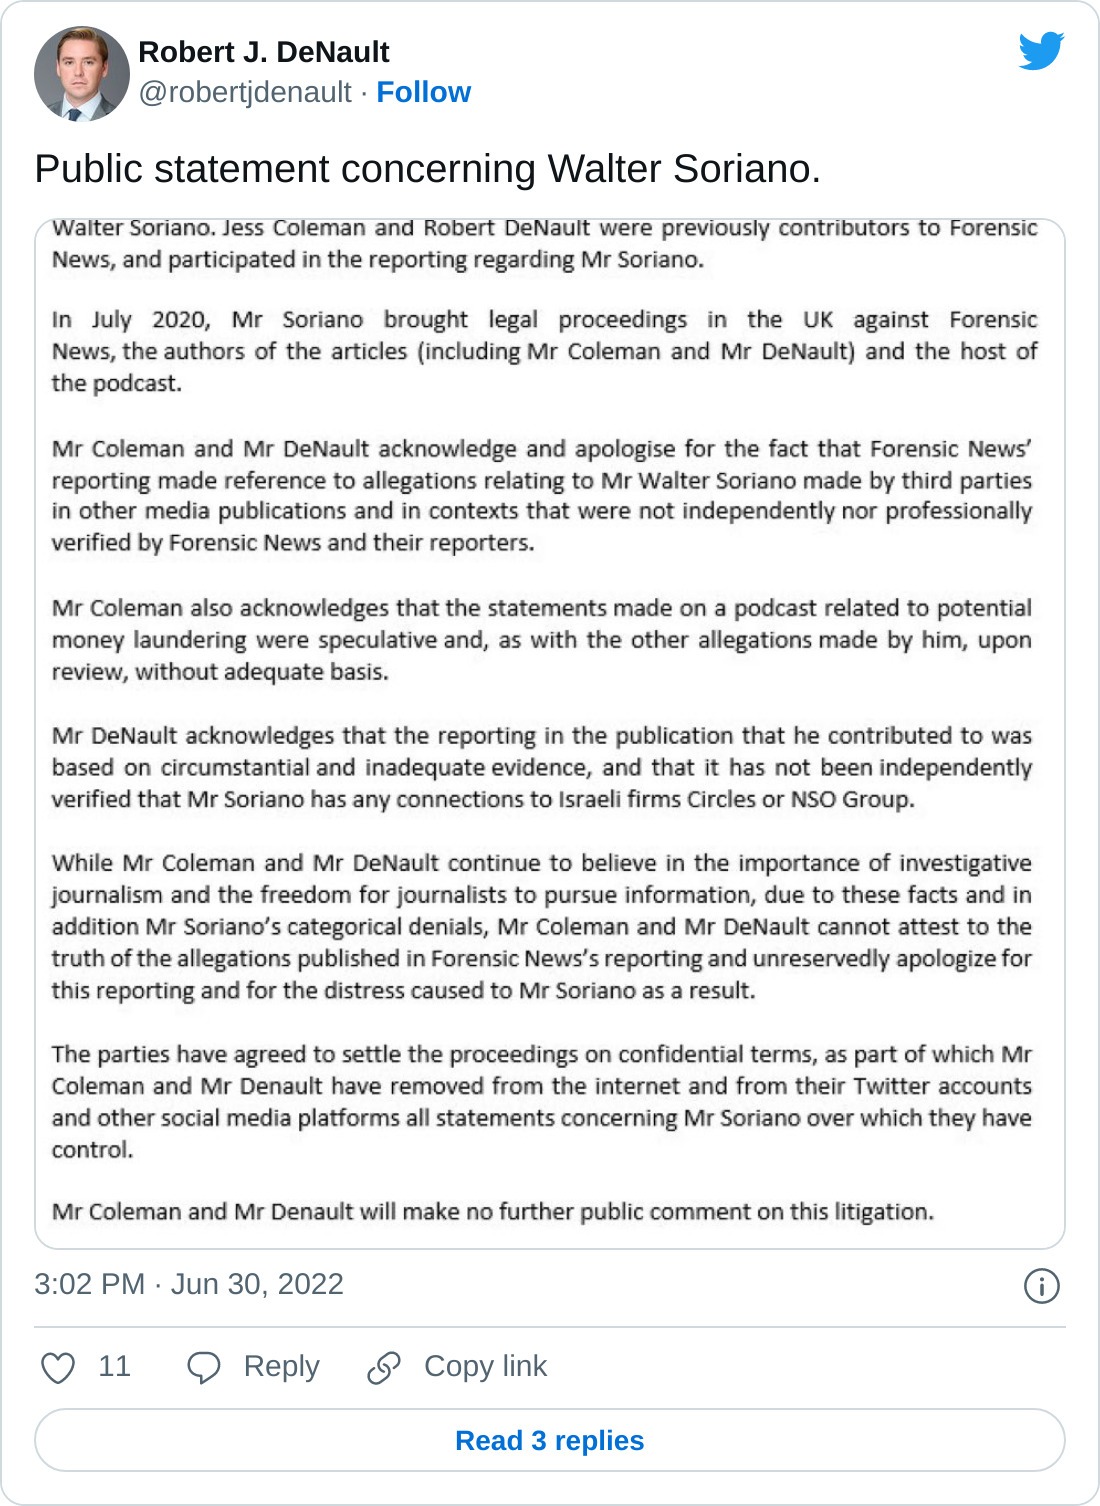 Robert J. DeNault
@robertjdenault · Follow
Public statement concerning Walter Soriano.
Walter Soriano. Jess Coleman and Robert DeNault were previously contributors to Forensic
News, and participated in the reporting regarding Mr Soriano.
In July 2020, Mr Soriano brought legal proceedings in the UK against Forensic
News, the authors of the articles (including Mr Coleman and Mr DeNault) and the host of
the podcast.
Mr Coleman and Mr DeNault acknowledge and apologise for the fact that Forensic News’
reporting made reference to allegations relating to Mr Walter Soriano made by third parties
in other media publications and in contexts that were not independently nor professionally
verified by Forensic News and their reporters.
Mr Coleman also acknowledges that the statements made on a podcast related to potential
money laundering were speculative and, as with the other allegations made by him, upon
review, without adequate basis.
Mr DeNault acknowledges that the reporting in the publication that he contributed to was
based on circumstantial and inadequate evidence, and that it has not been independently
verified that Mr Soriano has any connections to Israeli firms Circles or NSO Group.
While Mr Coleman and Mr DeNault continue to believe in the importance of investigative
journalism and the freedom for journalists to pursue information, due to these facts and in
addition Mr Soriano’s categorical denials, Mr Coleman and Mr DeNault cannot attest to the
truth of the allegations published in Forensic News’s reporting and unreservedly apologize for
this reporting and for the distress caused to Mr Soriano as a result.
The parties have agreed to settle the proceedings on confidential terms, as part of which Mr
Coleman and Mr Denault have removed from the internet and from their Twitter accounts
and other social media platforms all statements concerning Mr Soriano over which they have
control.
Mr Coleman and Mr Denault will make no further public comment on this litigation.
3:02 PM · Jun 30, 2022
11 Reply Copy link
Read 3 replies